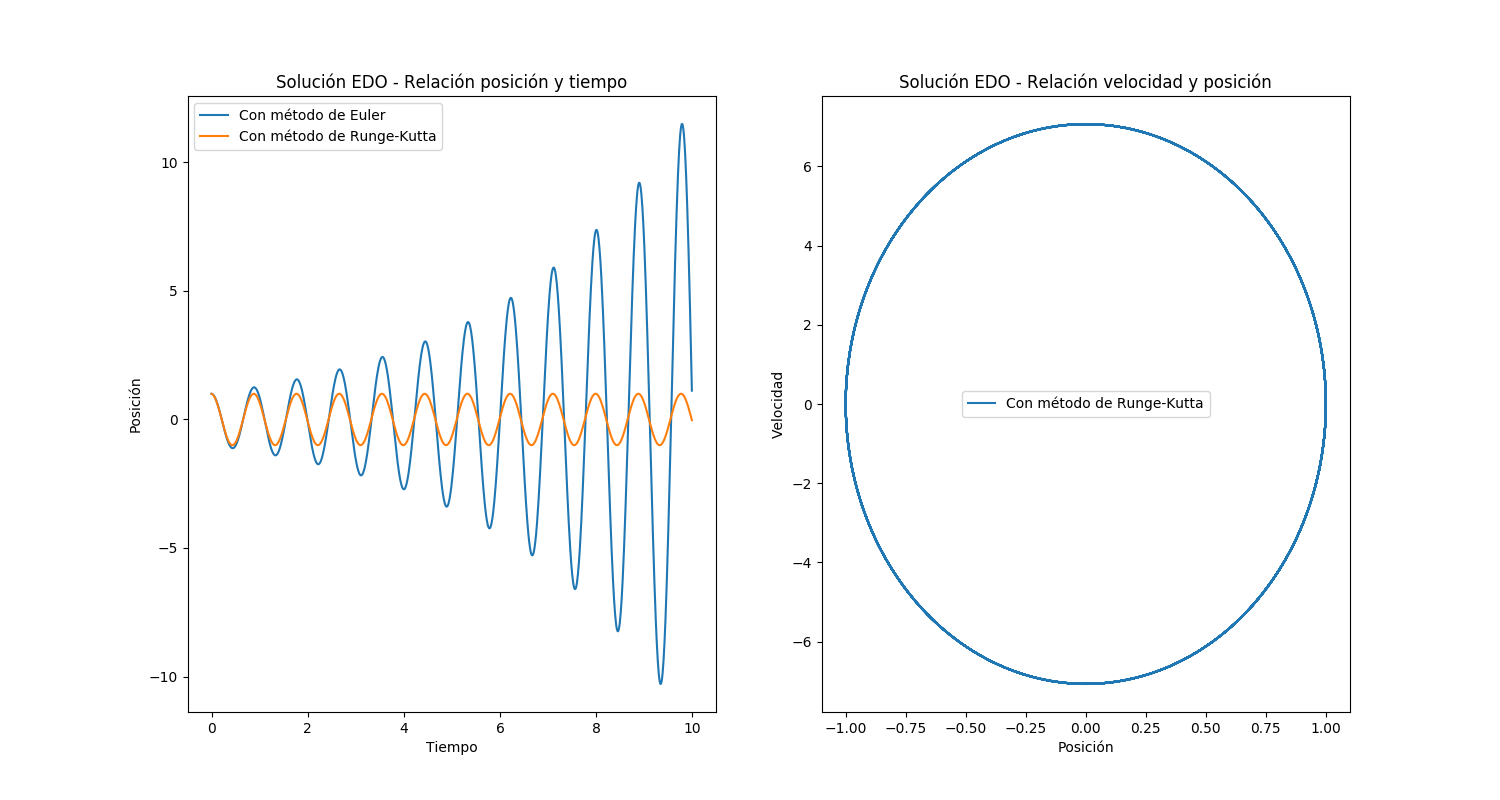 Solución EDO - Relación posición y tiempo
Con método de Euler
Con método de Runge-Kutta
10
5
0
−5
−10
Posición
0 2 4 6 8 10
Tiempo
Solución EDO - Relación velocidad y posición
6
4
2
0
−2
−4
−6
Velocidad
Con método de Runge-Kutta
−1.00 −0.75 −0.50 −0.25 0.00 0.25 0.50 0.75 1.00
Posición